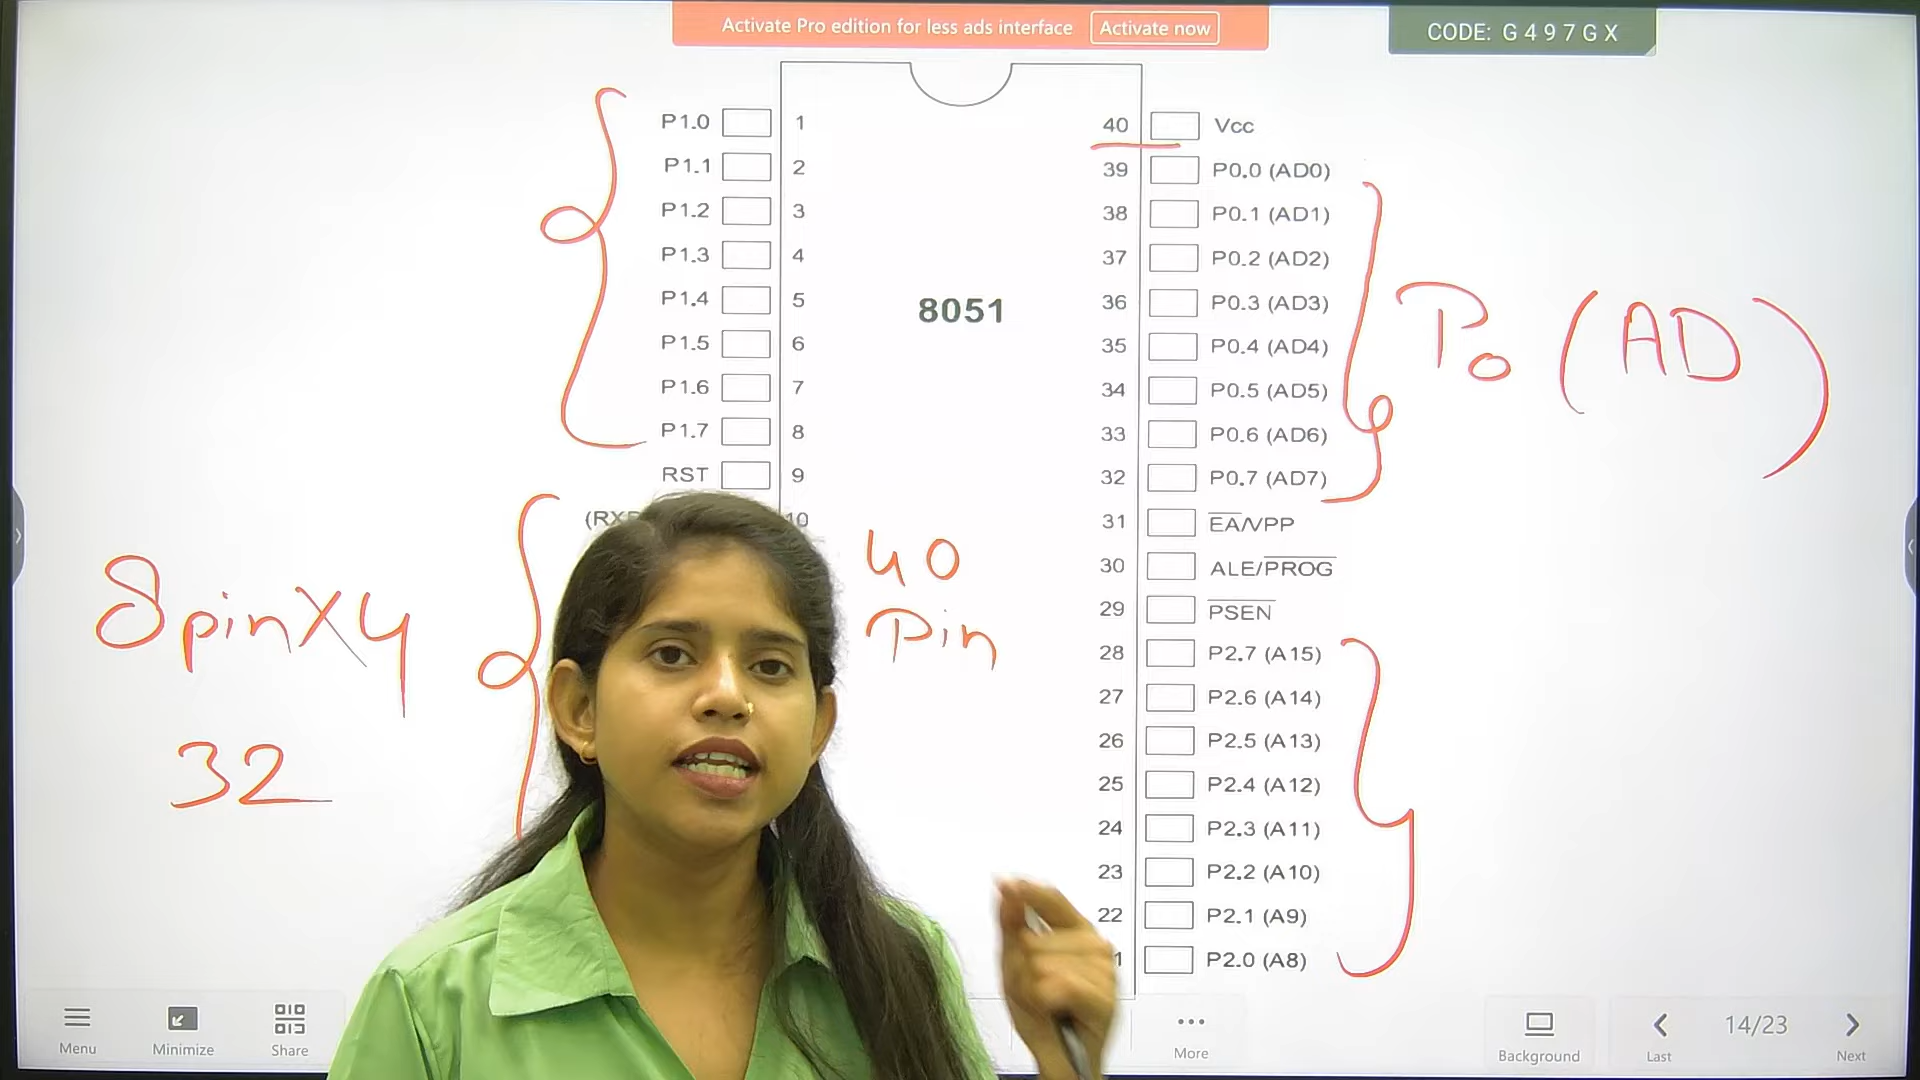 Activate Pro edition for less ads interface
Activate now
CODE: G 4 9 7 G X
P1.0 1
P1.1 2
P1.2 3
P1.3 4
P1.4 5
P1.5 6
P1.6 7
P1.7 8
RST 9
10
8051
40 Vcc
39 P0.0 (AD0)
38 P0.1 (AD1)
37 P0.2 (AD2)
36 P0.3 (AD3)
35 P0.4 (AD4)
34 P0.5 (AD5)
33 P0.6 (AD6)
32 P0.7 (AD7)
31 EA/VPP
30 ALE/PROG
29 PSEN
28 P2.7 (A15)
27 P2.6 (A14)
26 P2.5 (A13)
25 P2.4 (A12)
24 P2.3 (A11)
23 P2.2 (A10)
22 P2.1 (A9)
P2.0 (A8)
P0 (AD)
8pinX4
32
40
Pin
Menu
Minimize
Share
More
Background
Last
14/23
Next